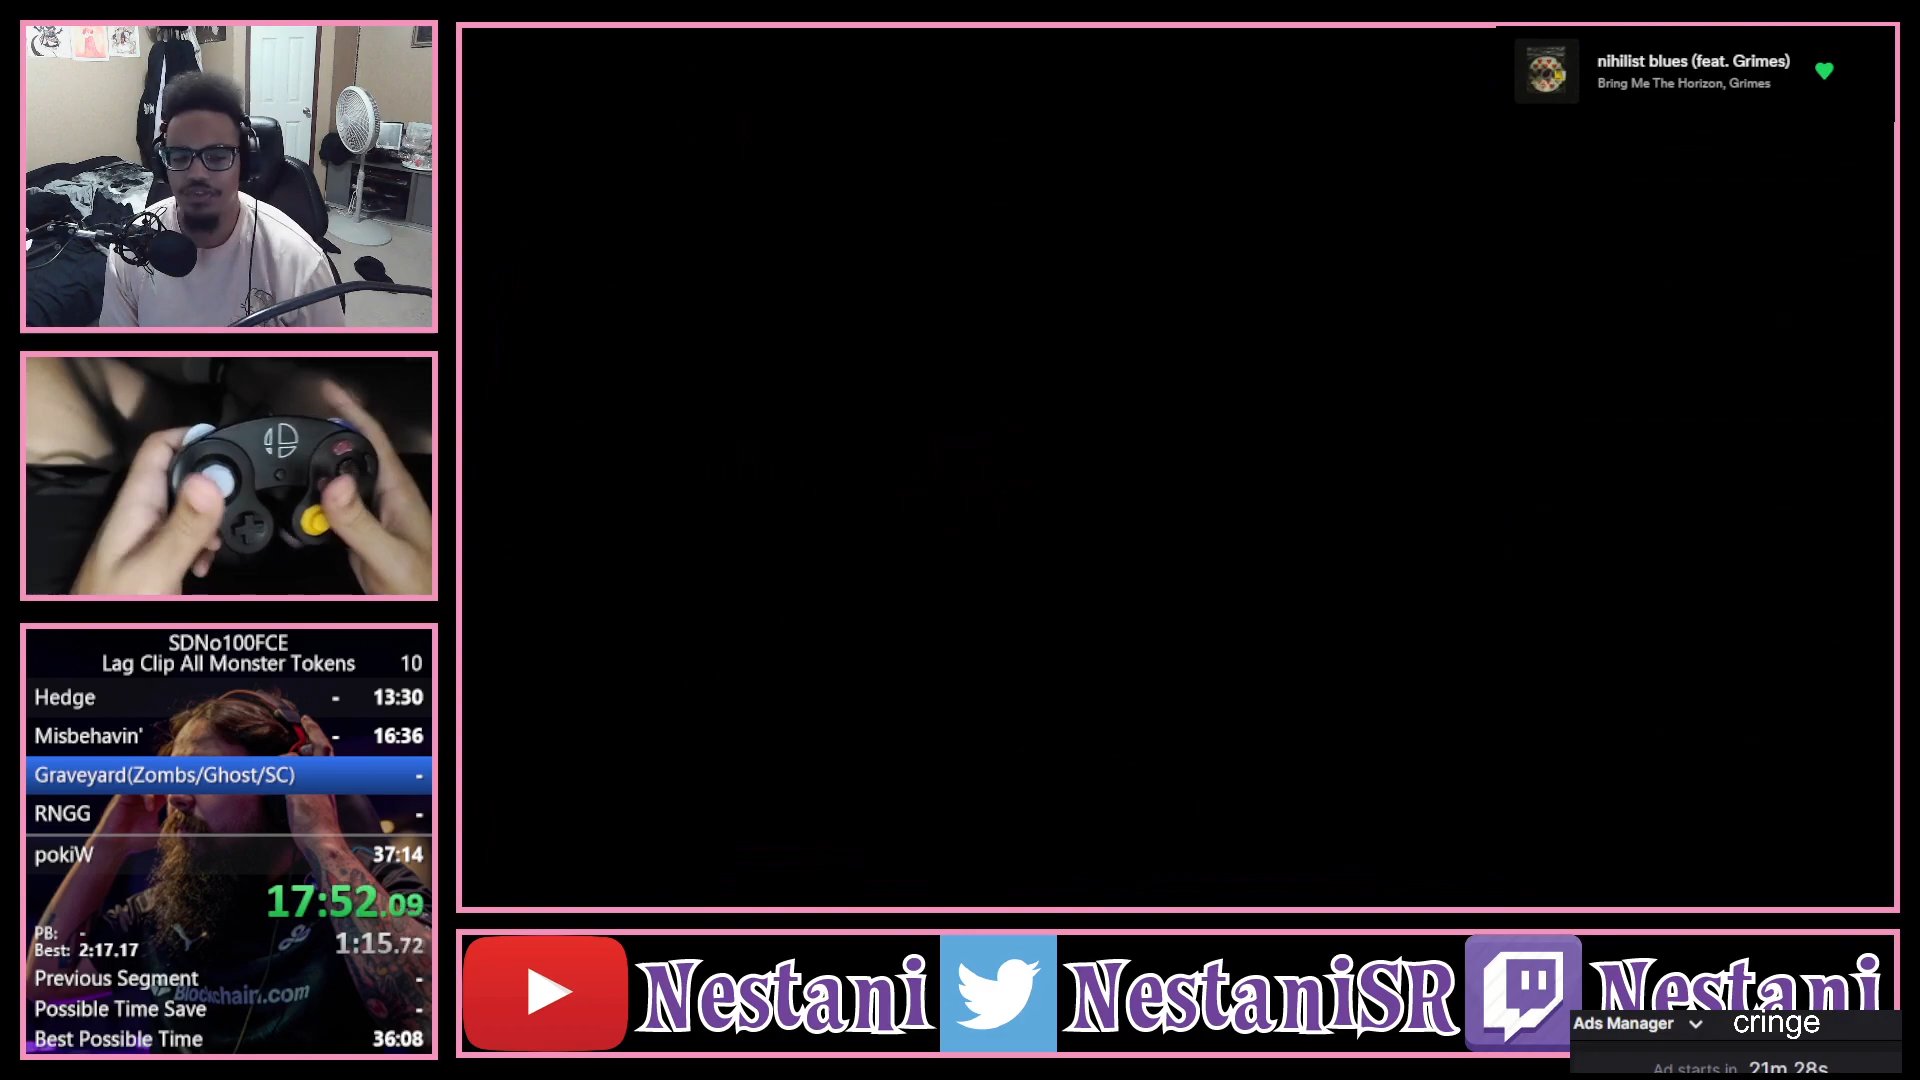 nihilist blues (feat. Grimes)
Bring Me The Horizon, Grimes
SDNo100FCE
Lag Clip All Monster Tokens 10
Hedge - 13:30
Misbehavin' - 16:36
Graveyard(Zombs/Ghost/SC) -
RNGG -
pokiW 37:14
17:52.09
PB: -
Best: 2:17.17 1:15.72
Previous Segment -
Blockchain.com
Possible Time Save -
Best Possible Time 36:08
Nestani NestaniSR Nestani
Ads Manager cringe
Ad starts in 21m 28s